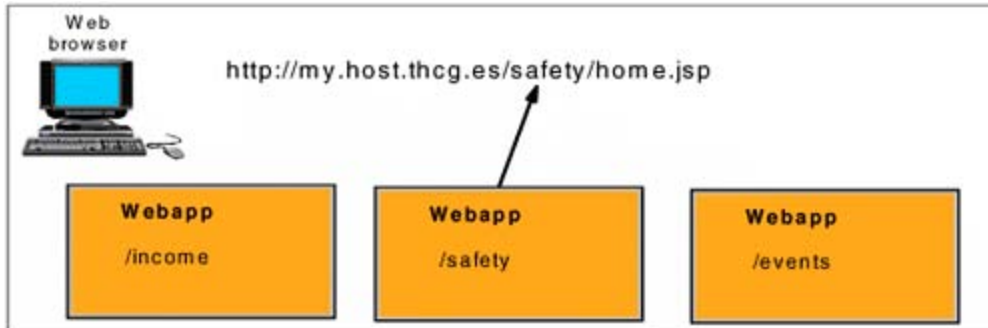 Web
browser
http://my.host.thcg.es/safety/home.jsp
Webapp
/income
Webapp
/safety
Webapp
/events